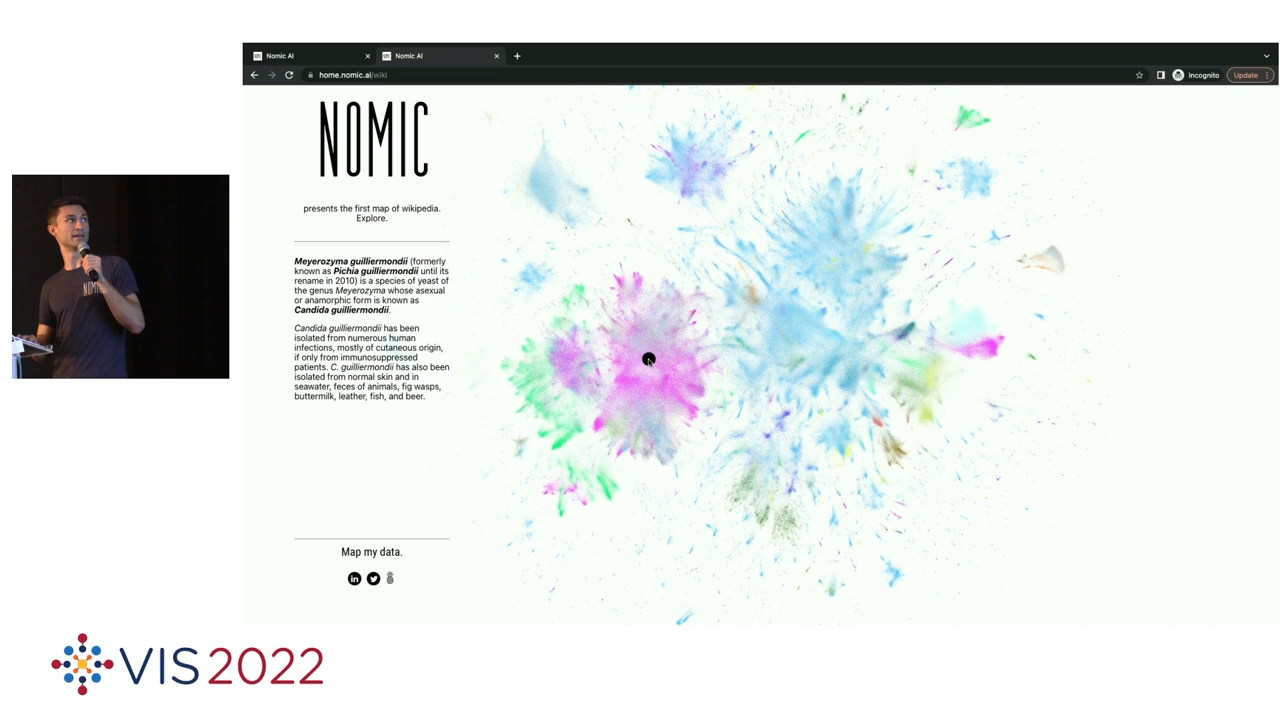 Nomic AI
Nomic AI
home.nomic.ai/wiki
Incognito
Update
NOMIC
presents the first map of wikipedia.
Explore.
Meyerozyma guilliermondii (formerly
known as Pichia guilliermondii until its
rename in 2010) is a species of yeast of
the genus Meyerozyma whose asexual
or anamorphic form is known as
Candida guilliermondii.
Candida guilliermondii has been
isolated from numerous human
infections, mostly of cutaneous origin,
if only from immunosuppressed
patients. C. guilliermondii has also been
isolated from normal skin and in
seawater, feces of animals, fig wasps,
buttermilk, leather, fish, and beer.
Map my data.
in
NOMIC
VIS2022